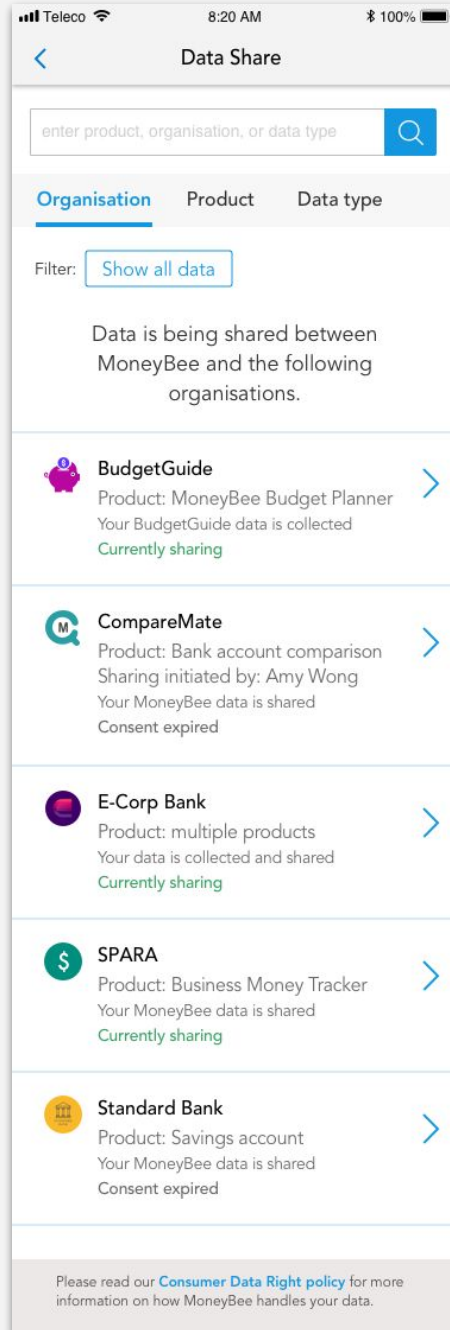 Teleco 8:20 AM 100%
Data Share
enter product, organisation, or data type
Organisation Product Data type
Filter: Show all data
Data is being shared between
MoneyBee and the following
organisations.
BudgetGuide
Product: MoneyBee Budget Planner
Your BudgetGuide data is collected
Currently sharing
M
CompareMate
Product: Bank account comparison
Sharing initiated by: Amy Wong
Your MoneyBee data is shared
Consent expired
E-Corp Bank
Product: multiple products
Your data is collected and shared
Currently sharing
$
SPARA
Product: Business Money Tracker
Your MoneyBee data is shared
Currently sharing
Standard Bank
Product: Savings account
Your MoneyBee data is shared
Consent expired
Please read our Consumer Data Right policy for more
information on how MoneyBee handles your data.